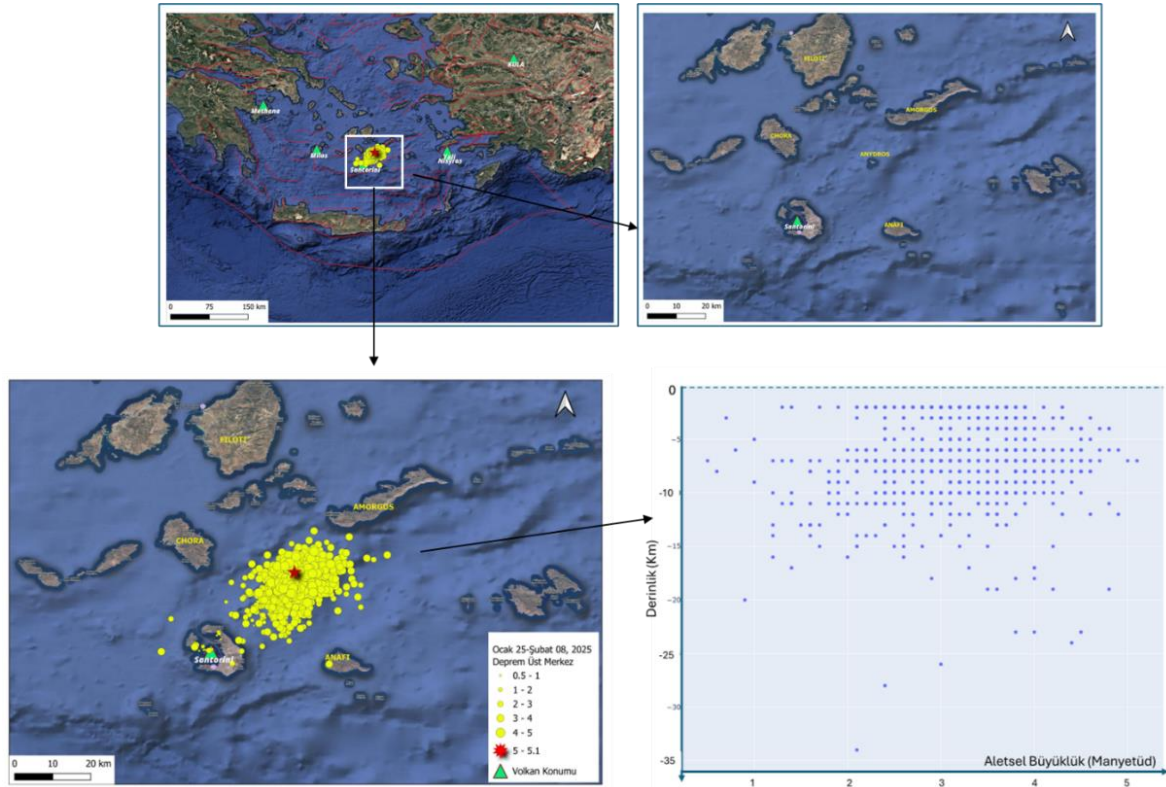 KULA
Methana
Milos
Nisyros
Santorini
0 75 150 km
FILOTI
AMORGOS
CHORA
ANYDROS
Santorini
ANAFI
0 10 20 km
FILOTI
AMORGOS
CHORA
Santorini
ANAFI
0 10 20 km
Ocak 25-Şubat 08, 2025
Deprem Üst Merkez
0.5 - 1
1 - 2
2 - 3
3 - 4
4 - 5
5 - 5.1
Volkan Konumu
0
-5
-10
-15
-20
-25
-30
-35
Derinlik (Km)
Aletsel Büyüklük (Manyetüd)
1 2 3 4 5